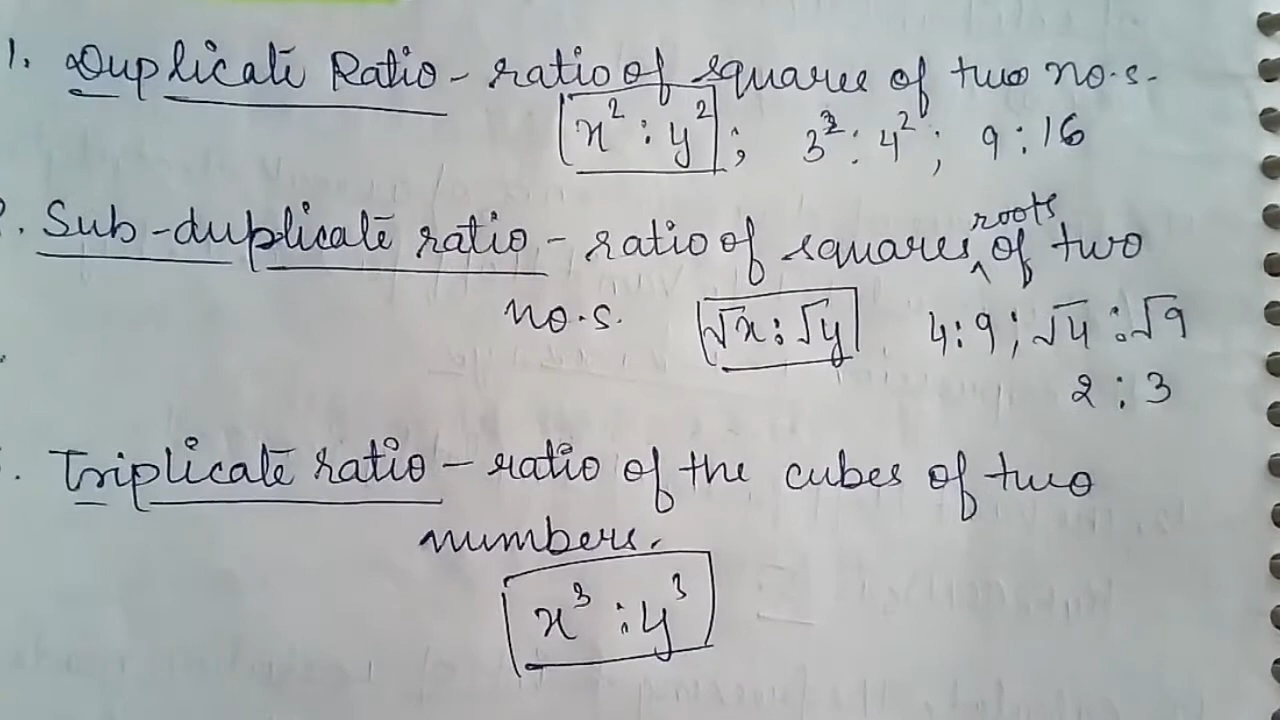 1. Duplicate Ratio - ratio of squares of two no.s.
x² : y² ; 3² : 4² ; 9 : 16
. Sub-duplicate ratio - ratio of squares roots of two
no.s. √x : √y 4 : 9 ; √4 : √9
2 : 3
. Triplicate ratio - ratio of the cubes of two
numbers.
x³ : y³